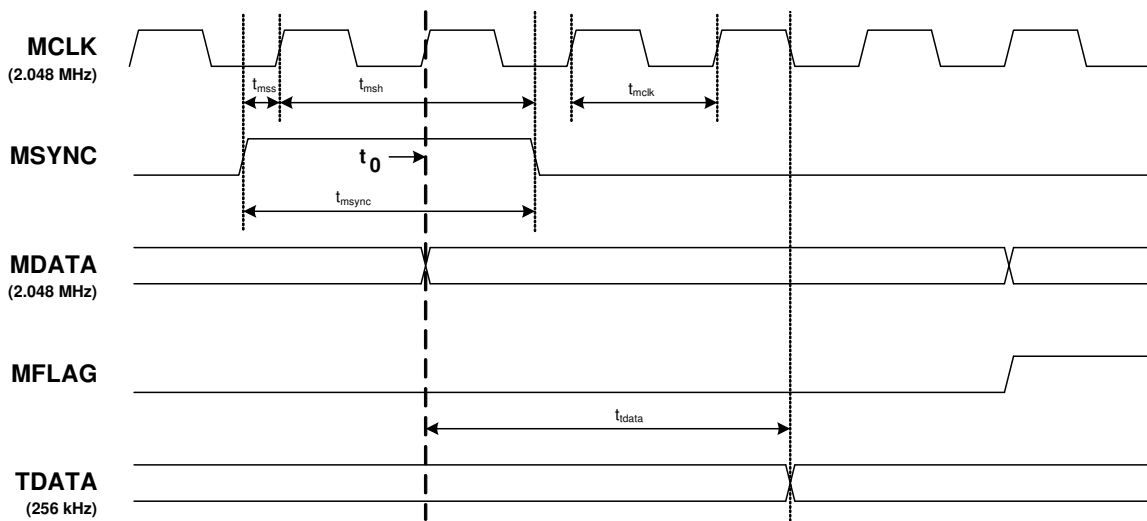 MCLK
(2.048 MHz)
tmss
tmsh
tmclk
MSYNC
t0
tmsync
MDATA
(2.048 MHz)
MFLAG
ttdata
TDATA
(256 kHz)